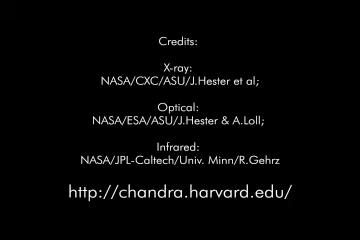 Credits:
X-ray:
NASA/CXC/ASU/J.Hester et al;
Optical:
NASA/ESA/ASU/J.Hester & A.Loll;
Infrared:
NASA/JPL-Caltech/Univ. Minn/R.Gehrz
http://chandra.harvard.edu/